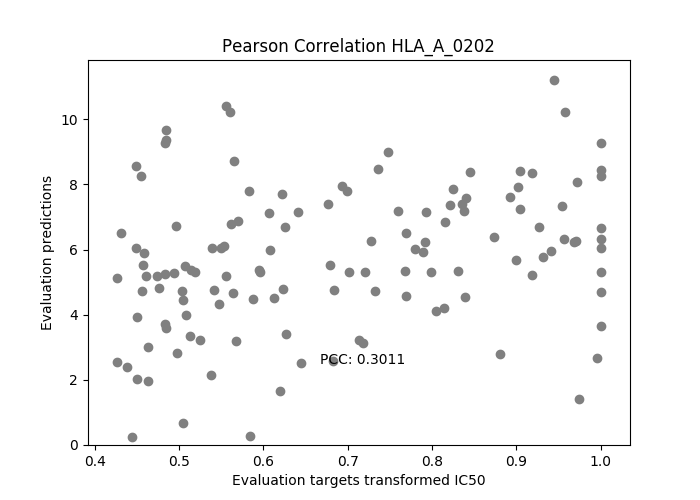 Pearson Correlation HLA_A_0202
10
8
6
4
2
0
Evaluation predictions
PCC: 0.3011
0.4 0.5 0.6 0.7 0.8 0.9 1.0
Evaluation targets transformed IC50